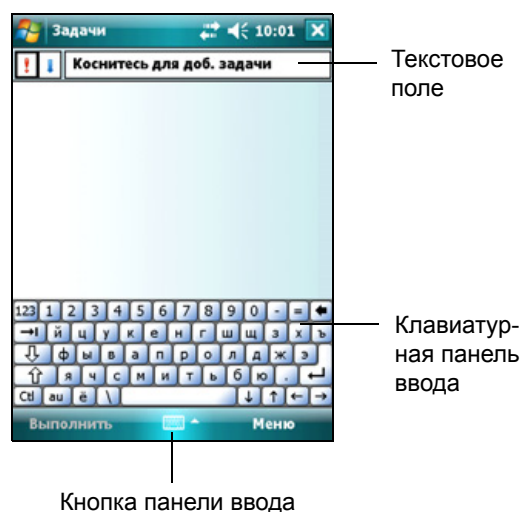 Задачи 10:01
Коснитесь для доб. задачи
Текстовое
поле
123 1 2 3 4 5 6 7 8 9 0 - =
й ц у к е н г ш щ з х ъ
ф ы в а п р о л д ж э
я ч с м и т ь б ю .
Ctl au ё \
Клавиатур-
ная панель
ввода
Выполнить Меню
Кнопка панели ввода